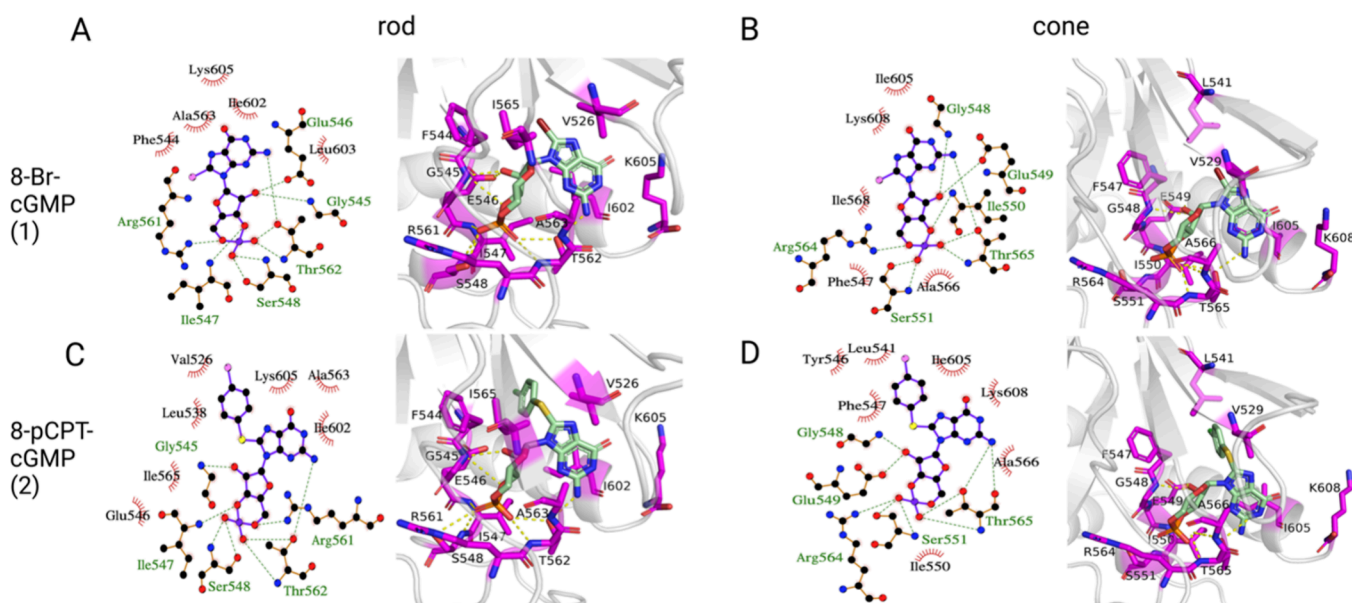 A
rod
B
cone
8-Br-
cGMP
(1)
Lys605
Ile602
Ala563
Phe544
Glu546
Leu603
Gly545
Arg561
Thr562
Ser548
Ile547
I565
V526
F544
K605
G545
E546
A563
I602
R561
I547
T562
S548
Ile605
Gly548
Lys608
Glu549
Ile568
Ile550
Arg564
Phe547
Ala566
Thr565
Ser551
L541
V529
F547
G548
E549
A566
I605
K608
I550
R564
S551
T565
C
D
8-pCPT-
cGMP
(2)
Val526
Lys605
Ala563
Leu538
Ile602
Gly545
Ile565
Glu546
Arg561
Ile547
Ser548
Thr562
I565
V526
F544
K605
G545
E546
I602
A563
R561
I547
S548
T562
Tyr546
Leu541
Ile605
Lys608
Phe547
Gly548
Ala566
Glu549
Thr565
Ser551
Arg564
Ile550
L541
V529
F547
G548
E549
A566
K608
I605
I550
R564
S551
T565